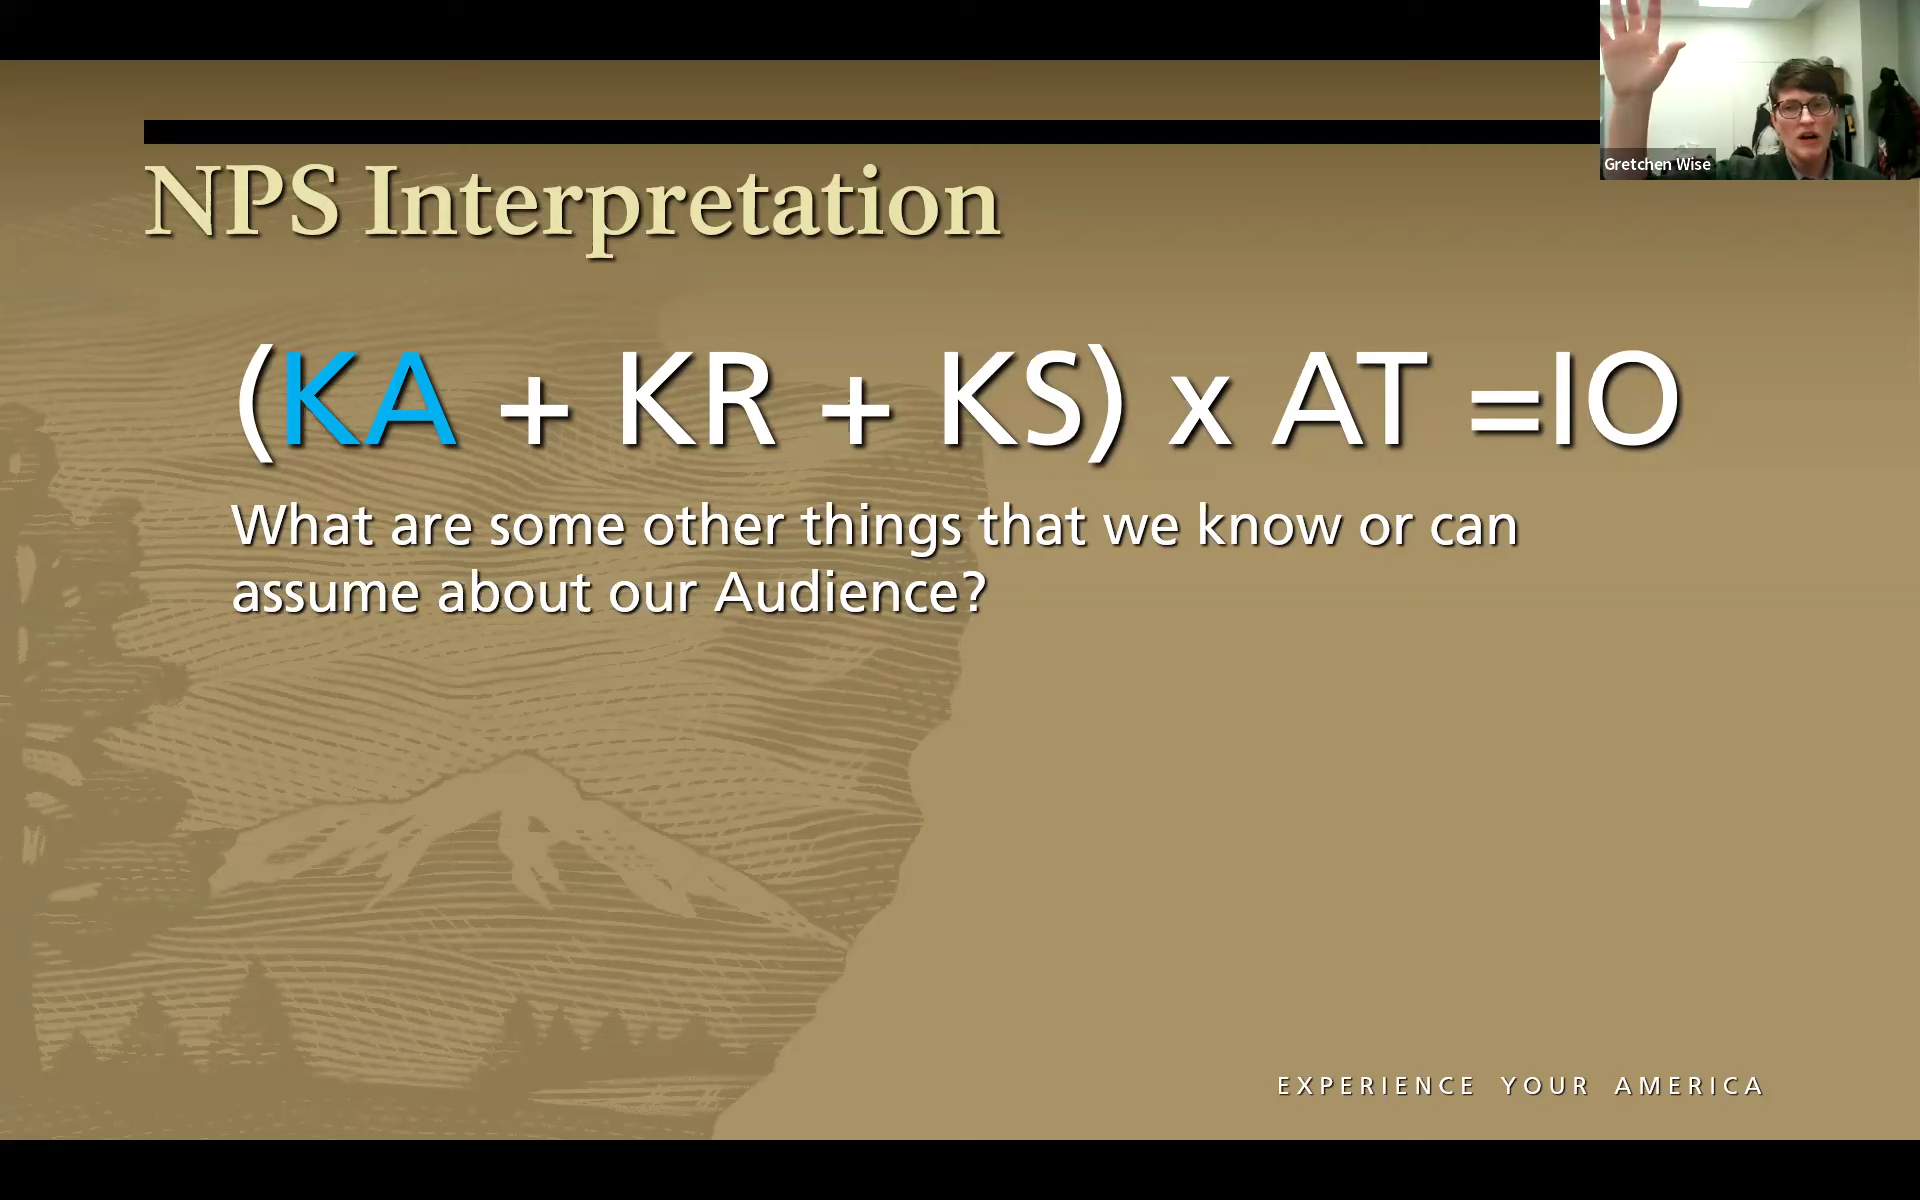 Gretchen Wise
NPS Interpretation
(KA + KR + KS) x AT =IO
What are some other things that we know or can
assume about our Audience?
EXPERIENCE YOUR AMERICA